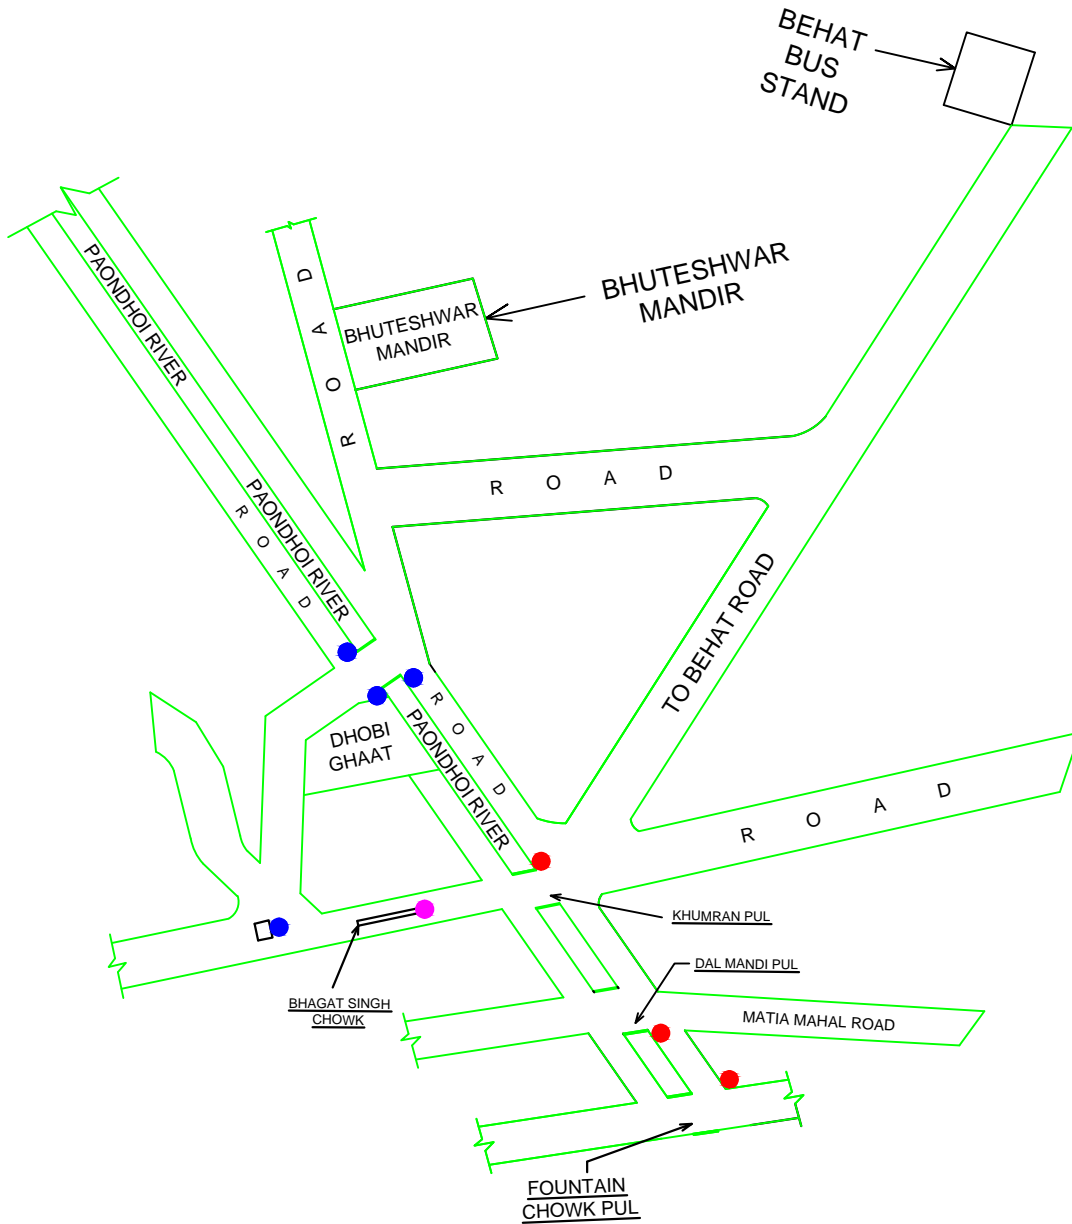 BEHAT
BUS
STAND
PAONDHOI RIVER
ROAD
BHUTESHWAR
MANDIR
BHUTESHWAR
MANDIR
ROAD
PAONDHOI RIVER
ROAD
TO BEHAT ROAD
DHOBI
GHAAT
PAONDHOI RIVER
ROAD
ROAD
KHUMRAN PUL
DAL MANDI PUL
BHAGAT SINGH
CHOWK
MATIA MAHAL ROAD
FOUNTAIN
CHOWK PUL